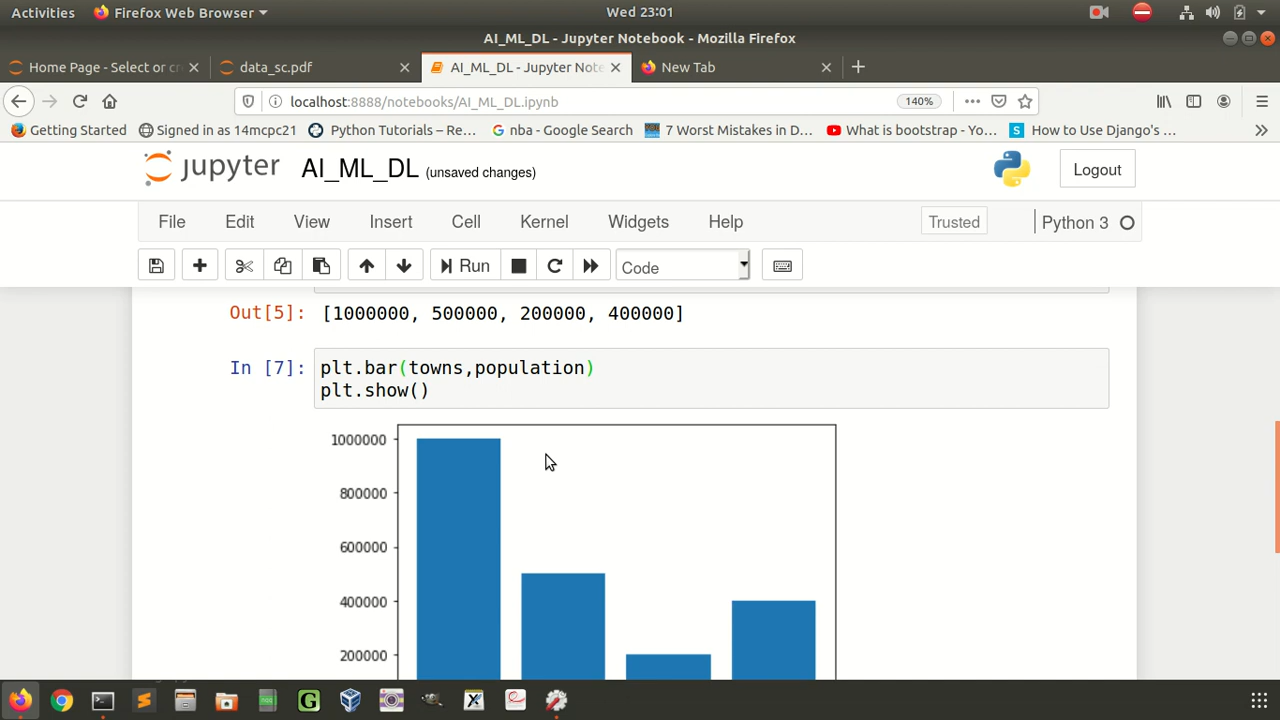 Activities
Firefox Web Browser
Wed 23:01
AI_ML_DL - Jupyter Notebook - Mozilla Firefox
Home Page - Select or cr
data_sc.pdf
AI_ML_DL - Jupyter Note
New Tab
localhost:8888/notebooks/AI_ML_DL.ipynb
140%
Getting Started
Signed in as 14mcpc21
Python Tutorials – Re…
nba - Google Search
7 Worst Mistakes in D…
What is bootstrap - Yo…
How to Use Django's …
jupyter AI_ML_DL (unsaved changes)
Logout
File Edit View Insert Cell Kernel Widgets Help
Trusted
Python 3
Run
Code
Out[5]: [1000000, 500000, 200000, 400000]
In [7]: plt.bar(towns,population)
plt.show()
1000000
800000
600000
400000
200000